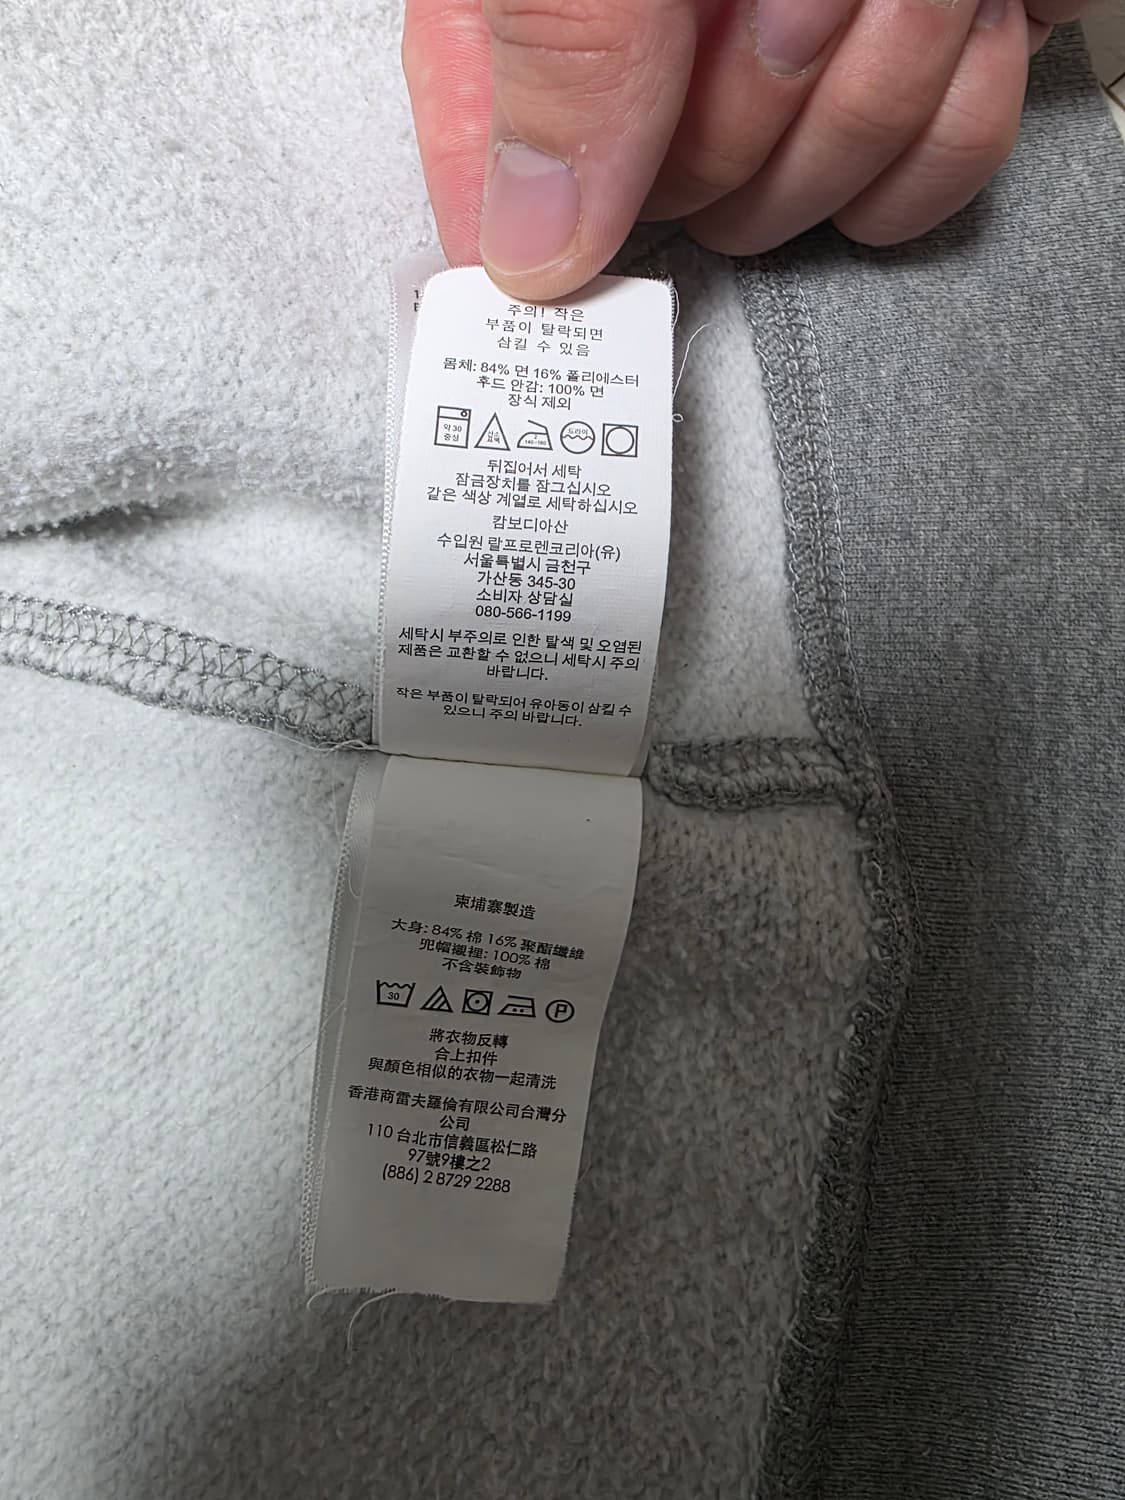 주의! 작은
부품이 탈락되면
삼킬 수 있음
몸체: 84% 면 16% 폴리에스터
후드 안감: 100% 면
장식 제외
약 30
중성
산소
표백
2
140~160
드라이
뒤집어서 세탁
잠금장치를 잠그십시오
같은 색상 계열로 세탁하십시오
캄보디아산
수입원 랄프로렌코리아(유)
서울특별시 금천구
가산동 345-30
소비자 상담실
080-566-1199
세탁시 부주의로 인한 탈색 및 오염된
제품은 교환할 수 없으니 세탁시 주의
바랍니다.
작은 부품이 탈락되어 유아동이 삼킬 수
있으니 주의 바랍니다.
柬埔寨製造
大身: 84% 棉 16% 聚酯纖維
兜帽襯裡: 100% 棉
不含裝飾物
30
P
將衣物反轉
合上扣件
與顏色相似的衣物一起清洗
香港商雷夫羅倫有限公司台灣分
公司
110 台北市信義區松仁路
97號9樓之2
(886) 2 8729 2288